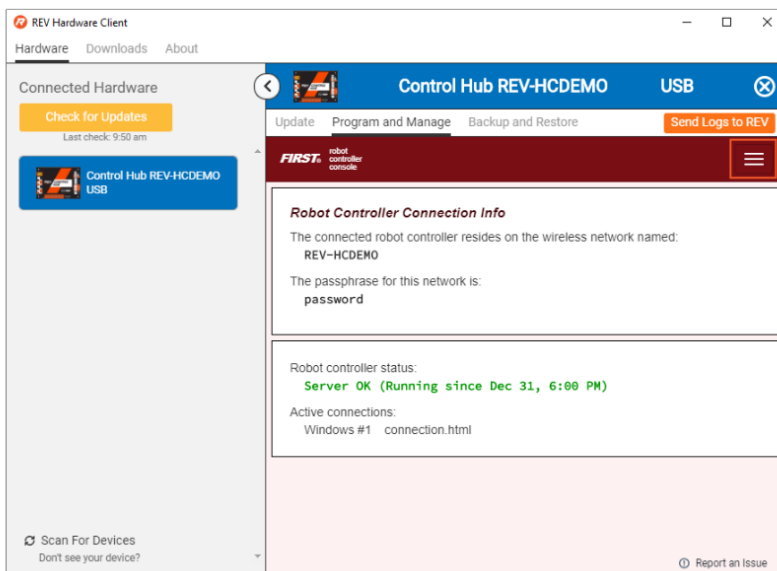 REV Hardware Client
Hardware Downloads About
Connected Hardware
Check for Updates
Last check: 9:50 am
Control Hub REV-HCDEMO
USB
Scan For Devices
Don't see your device?
Control Hub REV-HCDEMO USB
Update Program and Manage Backup and Restore Send Logs to REV
FIRST® robot
controller
console
Robot Controller Connection Info
The connected robot controller resides on the wireless network named:
REV-HCDEMO
The passphrase for this network is:
password
Robot controller status:
Server OK (Running since Dec 31, 6:00 PM)
Active connections:
Windows #1 connection.html
Report an Issue